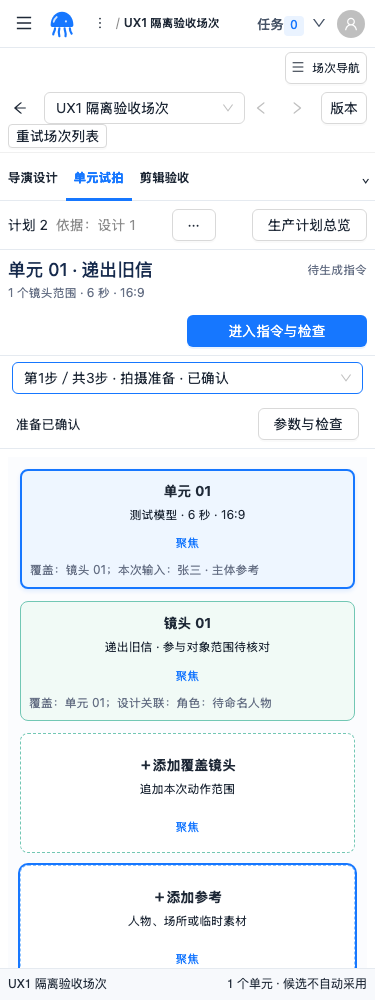 / UX1 隔离验收场次 任务 0
场次导航
UX1 隔离验收场次 版本
重试场次列表
导演设计 单元试拍 剪辑验收
计划 2 依据：设计 1 ··· 生产计划总览
单元 01 · 递出旧信 待生成指令
1 个镜头范围 · 6 秒 · 16:9
进入指令与检查
第1步 / 共3步 · 拍摄准备 · 已确认
准备已确认 参数与检查
单元 01
测试模型 · 6 秒 · 16:9
聚焦
覆盖：镜头 01；本次输入：张三 · 主体参考
镜头 01
递出旧信 · 参与对象范围待核对
聚焦
覆盖：单元 01；设计关联：角色：待命名人物
＋添加覆盖镜头
追加本次动作范围
聚焦
＋添加参考
人物、场所或临时素材
聚焦
UX1 隔离验收场次 1 个单元 · 候选不自动采用